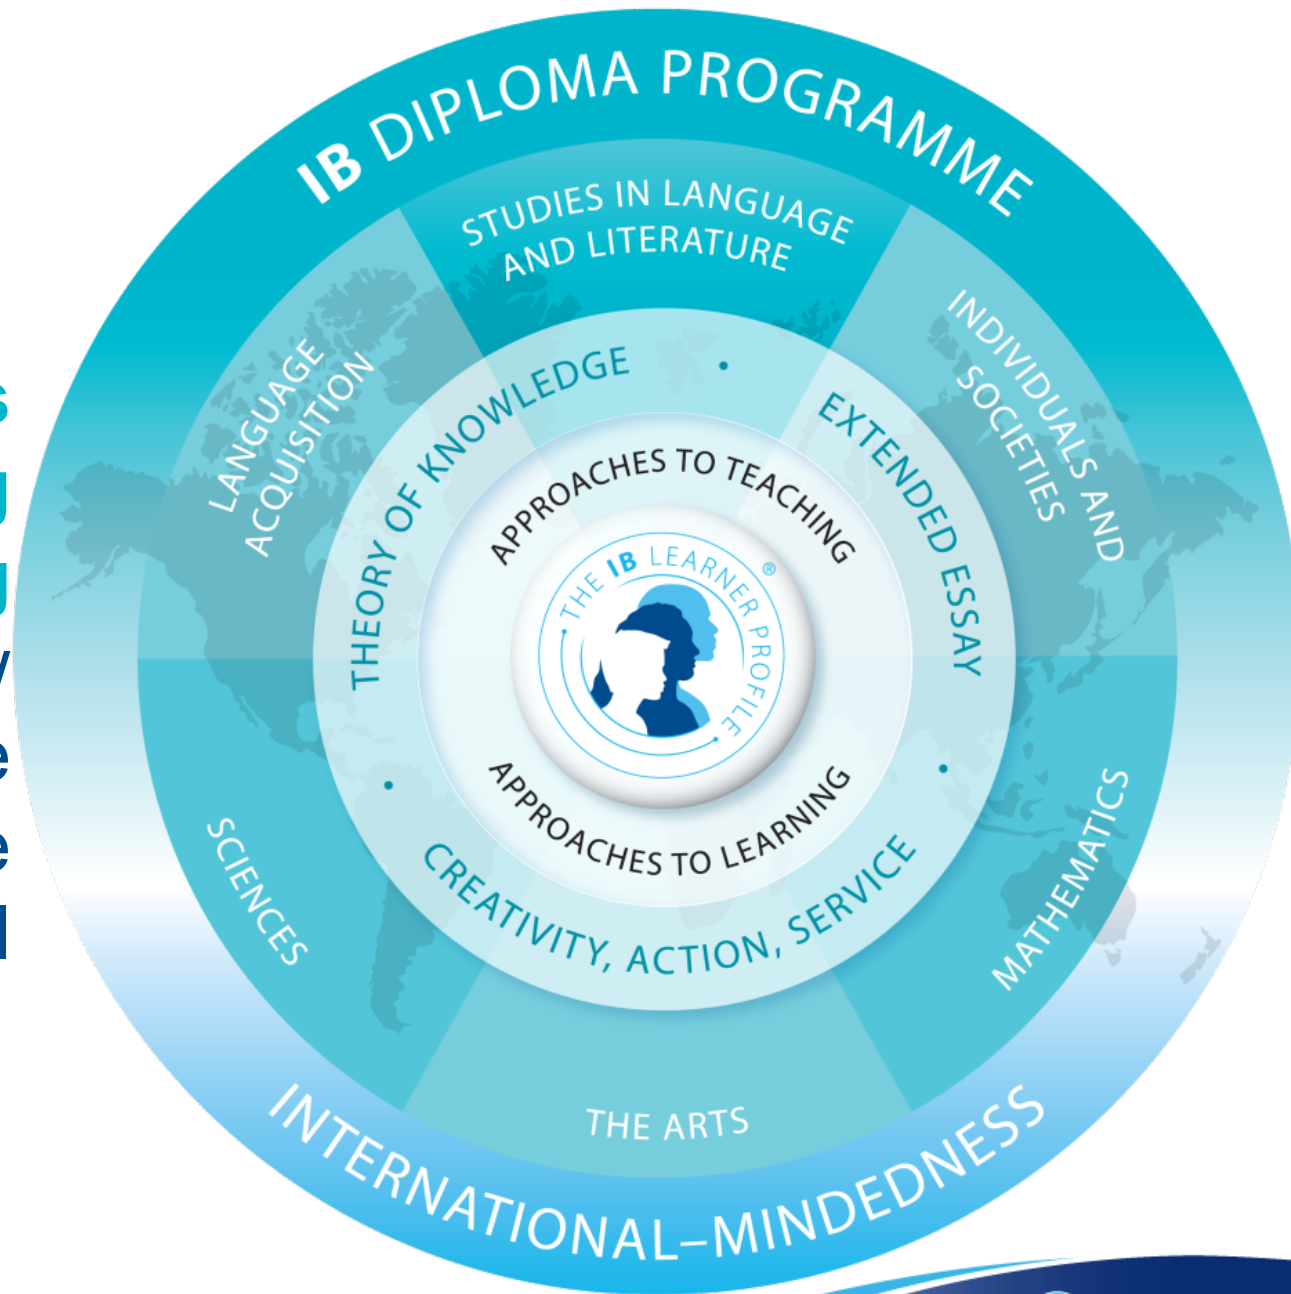 IB DIPLOMA PROGRAMME
STUDIES IN LANGUAGE
AND LITERATURE
LANGUAGE
ACQUISITION
INDIVIDUALS AND
SOCIETIES
THEORY OF KNOWLEDGE
EXTENDED ESSAY
APPROACHES TO TEACHING
THE IB LEARNER PROFILE
®
APPROACHES TO LEARNING
CREATIVITY, ACTION, SERVICE
SCIENCES
MATHEMATICS
THE ARTS
INTERNATIONAL–MINDEDNESS